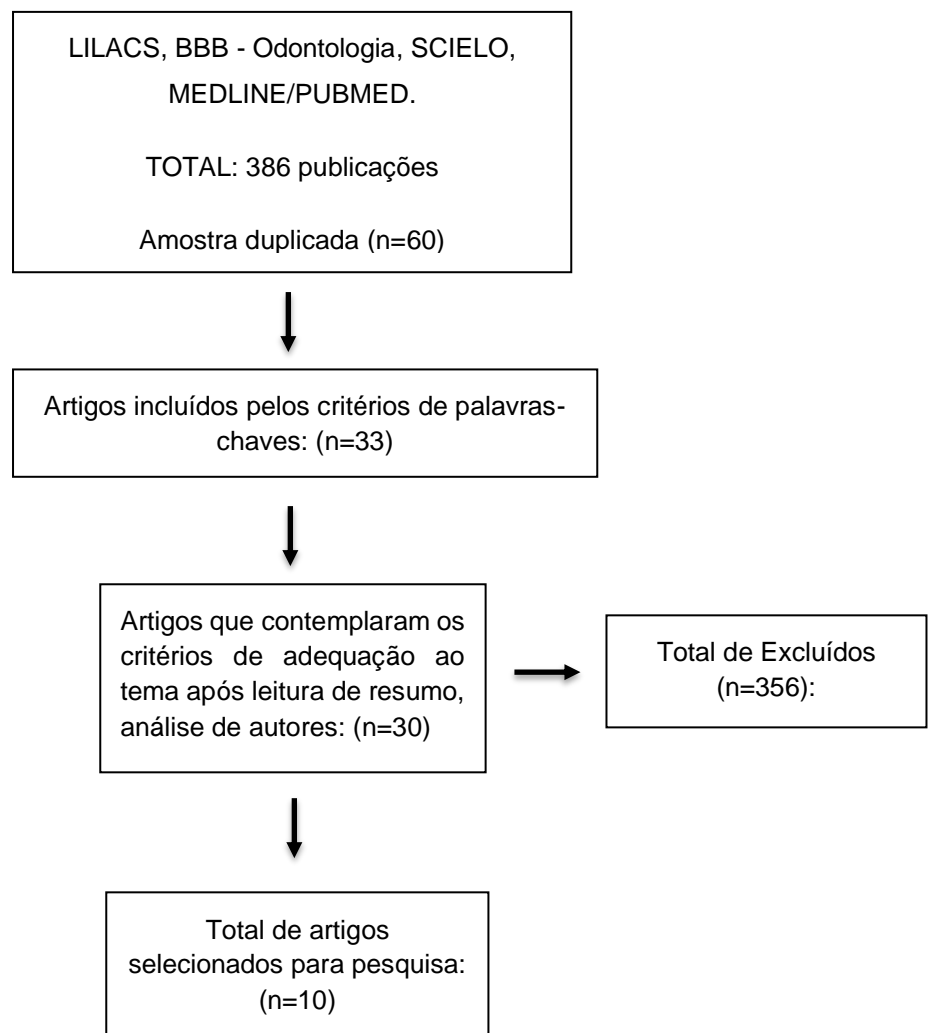 LILACS, BBB - Odontologia, SCIELO,
MEDLINE/PUBMED.
TOTAL: 386 publicações
Amostra duplicada (n=60)
Artigos incluídos pelos critérios de palavras-
chaves: (n=33)
Artigos que contemplaram os
critérios de adequação ao
tema após leitura de resumo,
análise de autores: (n=30)
Total de Excluídos
(n=356):
Total de artigos
selecionados para pesquisa:
(n=10)